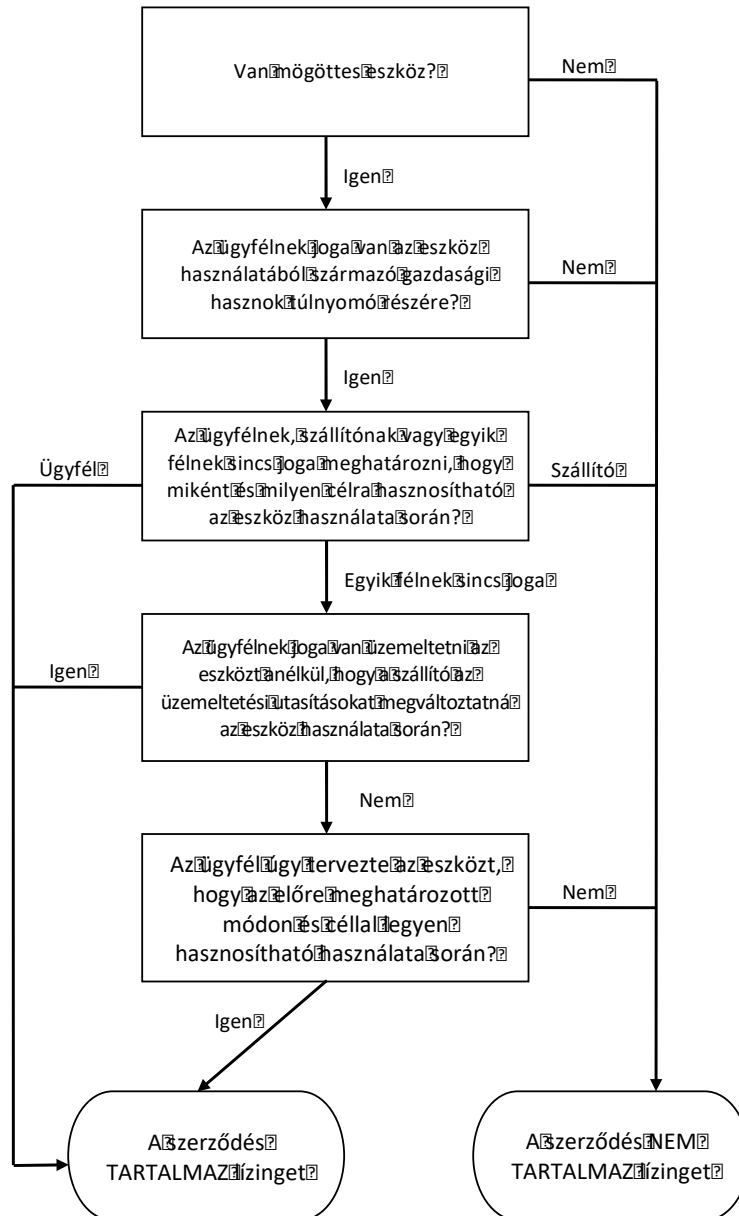 Van mögöttes eszköz?
Nem
Igen
Az ügyfélnek joga van az eszköz
használatából származó gazdasági
hasznok túlnyomó részére?
Nem
Igen
Az ügyfélnek, szállítónak vagy egyik
félnek sincs joga meghatározni, hogy
miként és milyen célra hasznosítható
az eszköz használata során?
Ügyfél
Szállító
Egyik félnek sincs joga
Az ügyfélnek joga van üzemeltetni az
eszközt anélkül, hogy a szállító az
üzemeltetési utasításokat megváltoztatná
az eszköz használata során?
Igen
Nem
Az ügyfél úgy tervezte az eszközt,
hogy az előre meghatározott
módon és céllal legyen
hasznosítható használata során?
Nem
Igen
A szerződés
TARTALMAZ lízinget
A szerződés NEM
TARTALMAZ lízinget